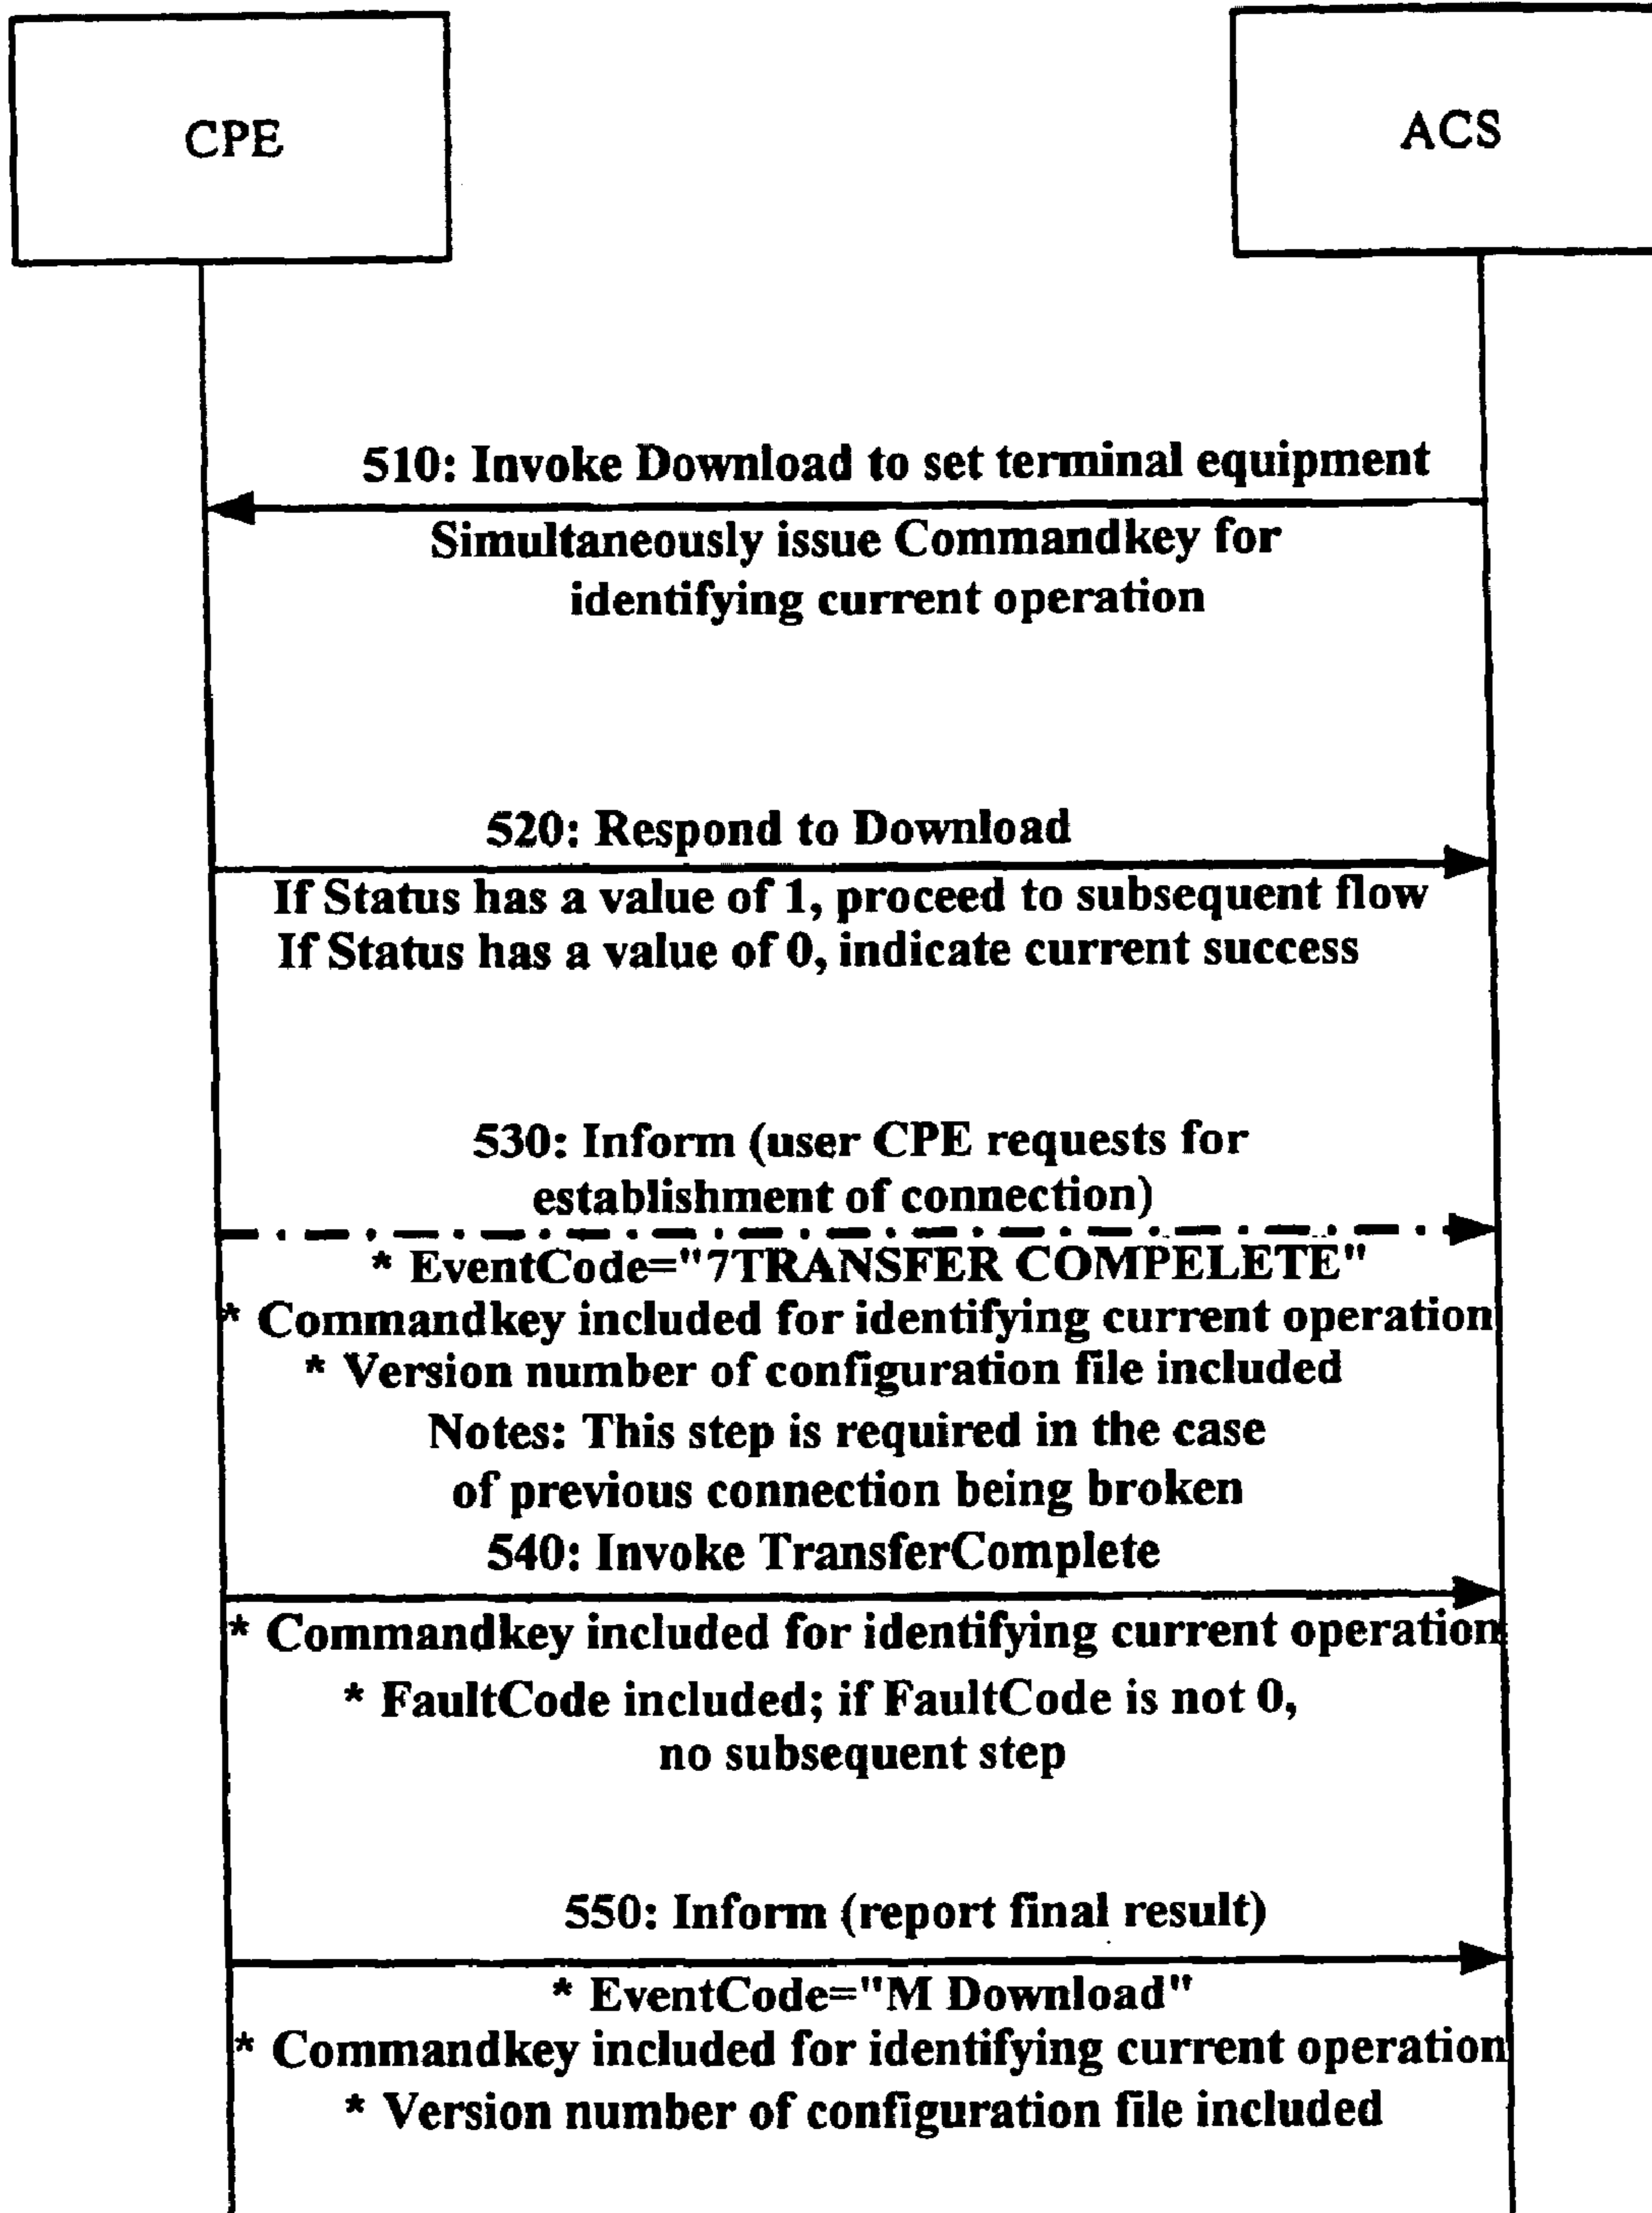 CPE
ACS
510: Invoke Download to set terminal equipment
Simultaneously issue Commandkey for
identifying current operation
520: Respond to Download
If Status has a value of 1, proceed to subsequent flow
If Status has a value of 0, indicate current success
530: Inform (user CPE requests for
establishment of connection)
* EventCode="7TRANSFER COMPELETE"
* Commandkey included for identifying current operation
* Version number of configuration file included
Notes: This step is required in the case
of previous connection being broken
540: Invoke TransferComplete
* Commandkey included for identifying current operation
* FaultCode included; if FaultCode is not 0,
no subsequent step
550: Inform (report final result)
* EventCode="M Download"
* Commandkey included for identifying current operation
* Version number of configuration file included